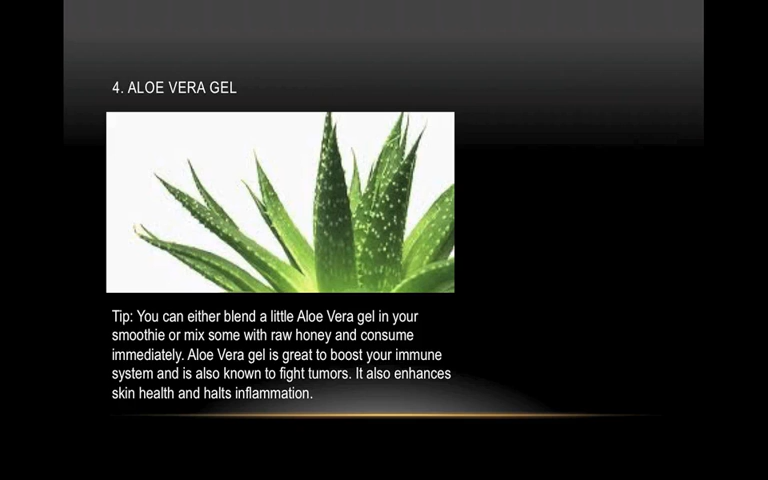 4. ALOE VERA GEL
Tip: You can either blend a little Aloe Vera gel in your
smoothie or mix some with raw honey and consume
immediately. Aloe Vera gel is great to boost your immune
system and is also known to fight tumors. It also enhances
skin health and halts inflammation.